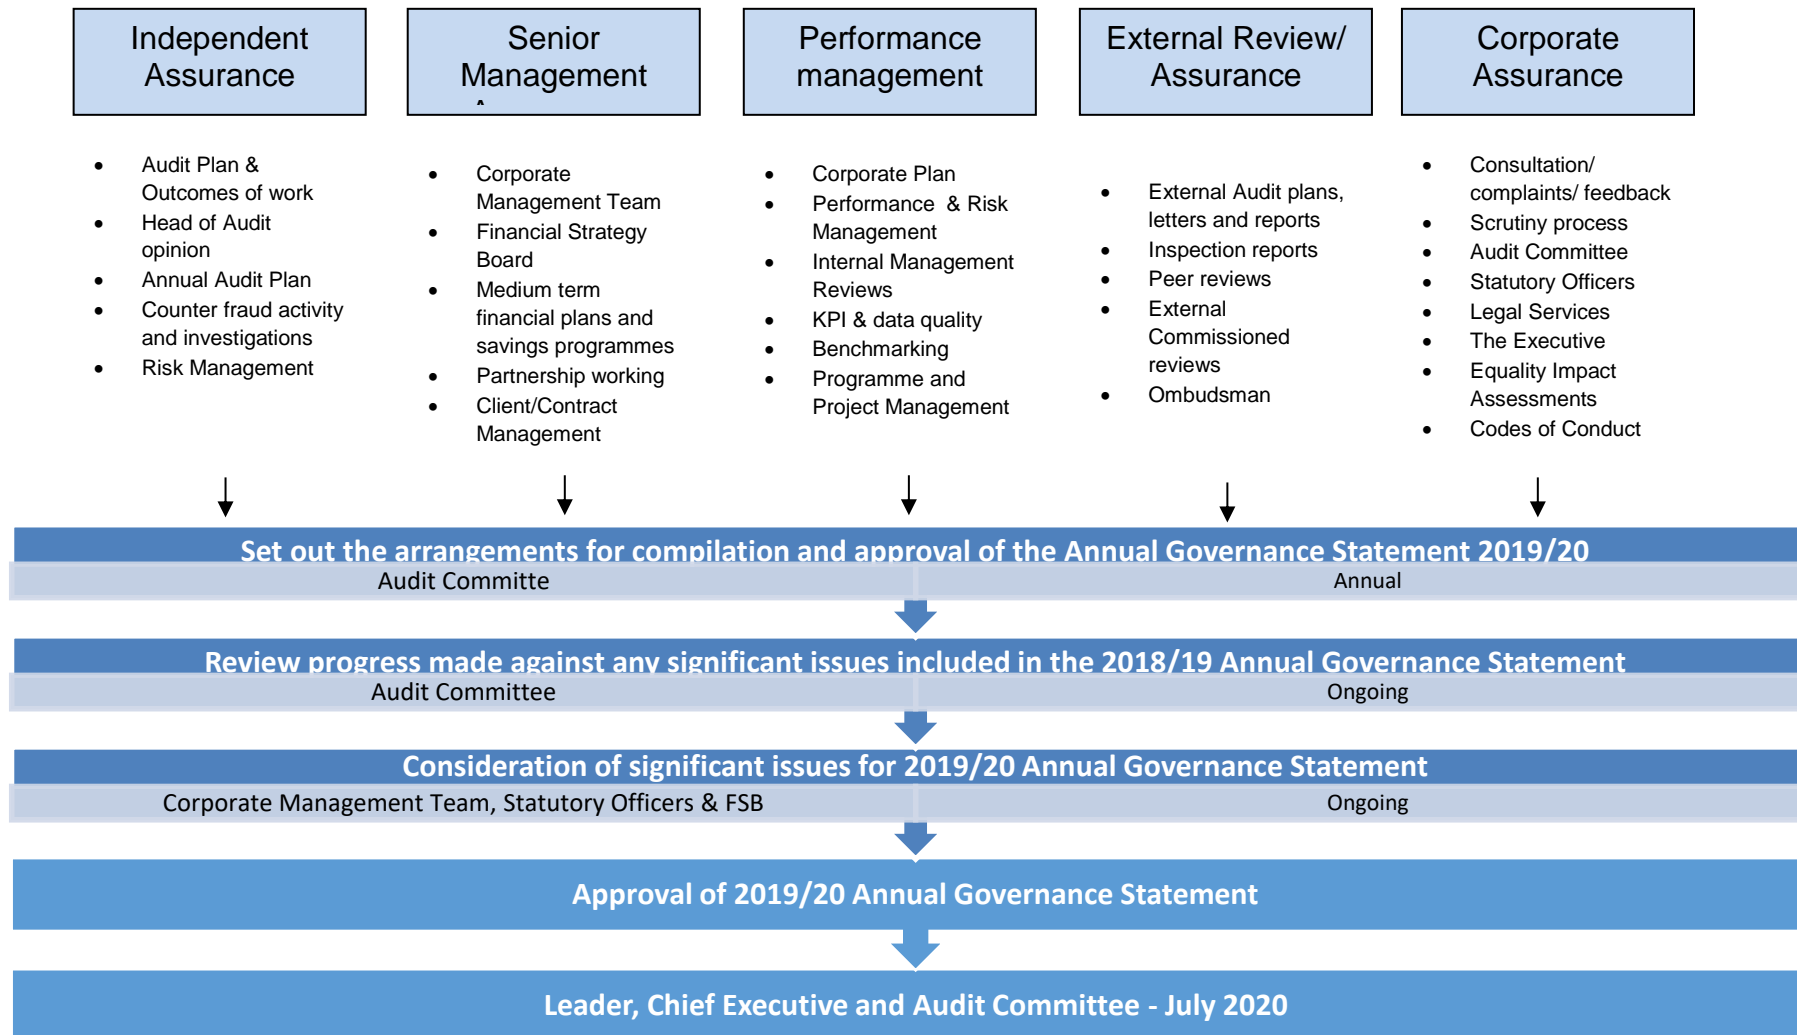 Independent
Assurance
Senior
Management
Performance
management
External Review/
Assurance
Corporate
Assurance
• Audit Plan &
Outcomes of work
• Head of Audit
opinion
• Annual Audit Plan
• Counter fraud activity
and investigations
• Risk Management
• Corporate
Management Team
• Financial Strategy
Board
• Medium term
financial plans and
savings programmes
• Partnership working
• Client/Contract
Management
• Corporate Plan
• Performance & Risk
Management
• Internal Management
Reviews
• KPI & data quality
• Benchmarking
• Programme and
Project Management
• External Audit plans,
letters and reports
• Inspection reports
• Peer reviews
• External
Commissioned
reviews
• Ombudsman
• Consultation/
complaints/ feedback
• Scrutiny process
• Audit Committee
• Statutory Officers
• Legal Services
• The Executive
• Equality Impact
Assessments
• Codes of Conduct
Set out the arrangements for compilation and approval of the Annual Governance Statement 2019/20
Audit Committe
Annual
Review progress made against any significant issues included in the 2018/19 Annual Governance Statement
Audit Committee
Ongoing
Consideration of significant issues for 2019/20 Annual Governance Statement
Corporate Management Team, Statutory Officers & FSB
Ongoing
Approval of 2019/20 Annual Governance Statement
Leader, Chief Executive and Audit Committee - July 2020